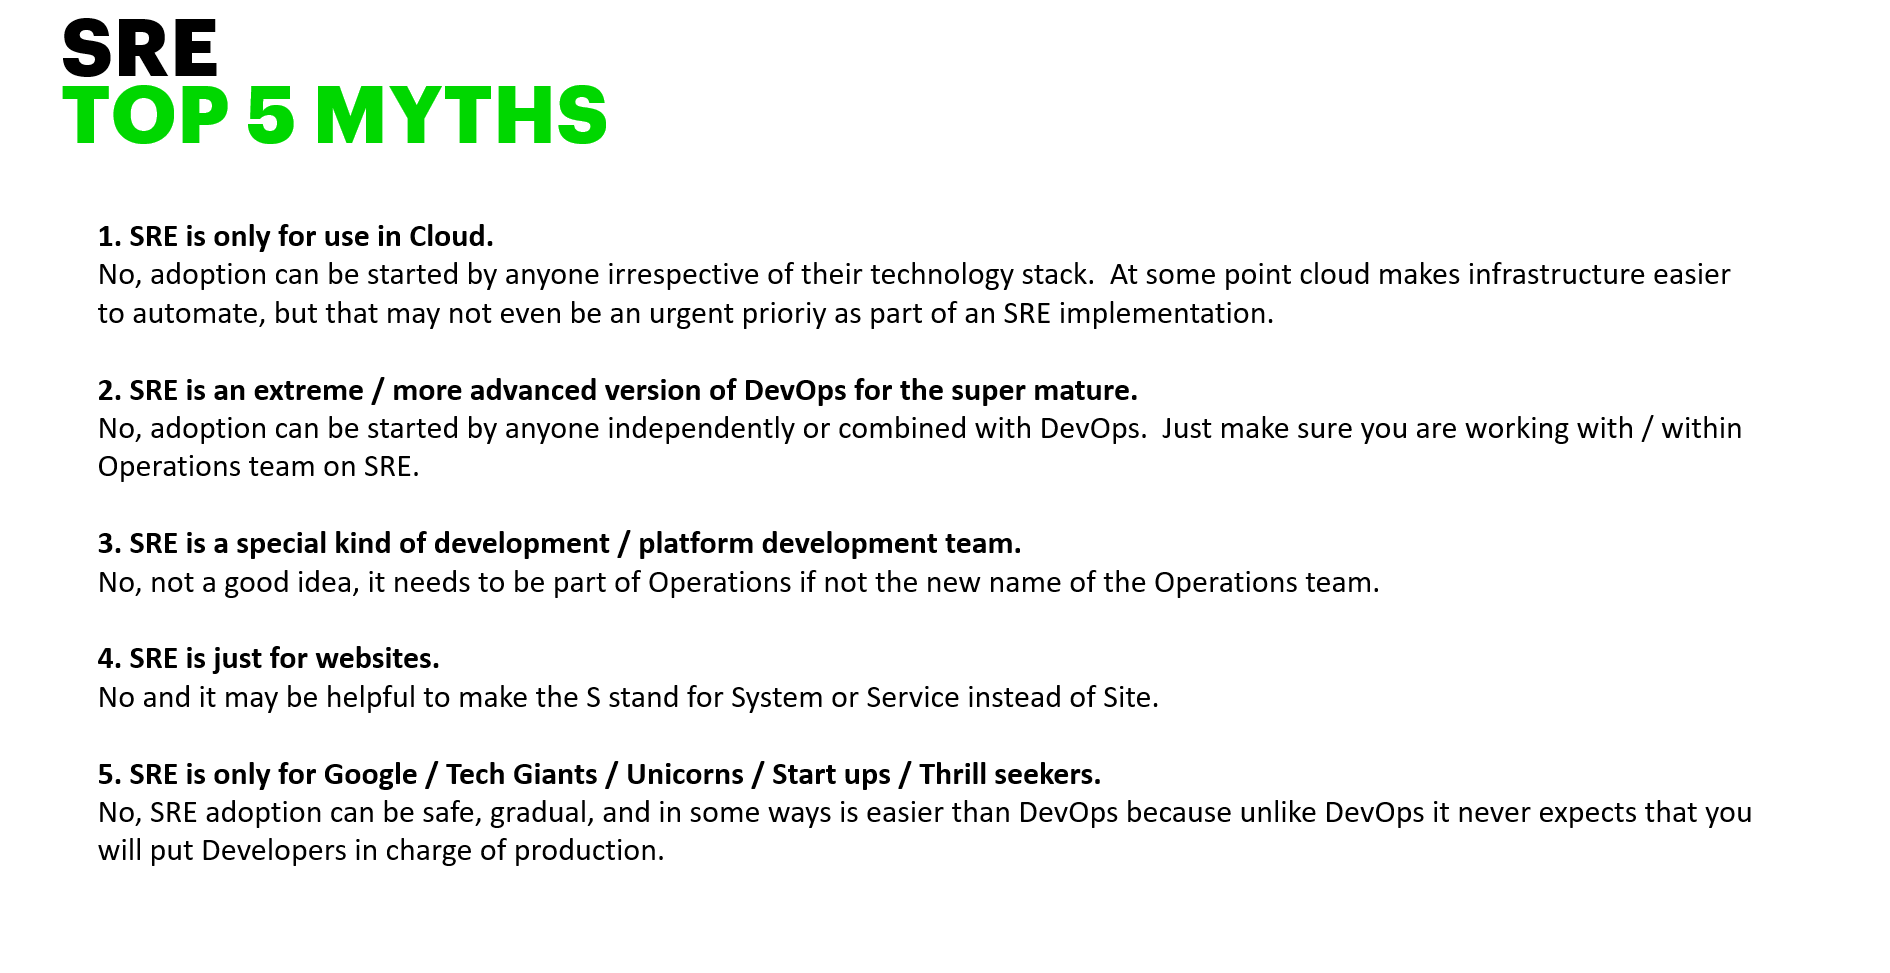 SRE
TOP 5 MYTHS
1. SRE is only for use in Cloud.
No, adoption can be started by anyone irrespective of their technology stack.  At some point cloud makes infrastructure easier
to automate, but that may not even be an urgent prioriy as part of an SRE implementation.
2. SRE is an extreme / more advanced version of DevOps for the super mature.
No, adoption can be started by anyone independently or combined with DevOps.  Just make sure you are working with / within
Operations team on SRE.
3. SRE is a special kind of development / platform development team.
No, not a good idea, it needs to be part of Operations if not the new name of the Operations team.
4. SRE is just for websites.
No and it may be helpful to make the S stand for System or Service instead of Site.
5. SRE is only for Google / Tech Giants / Unicorns / Start ups / Thrill seekers.
No, SRE adoption can be safe, gradual, and in some ways is easier than DevOps because unlike DevOps it never expects that you
will put Developers in charge of production.